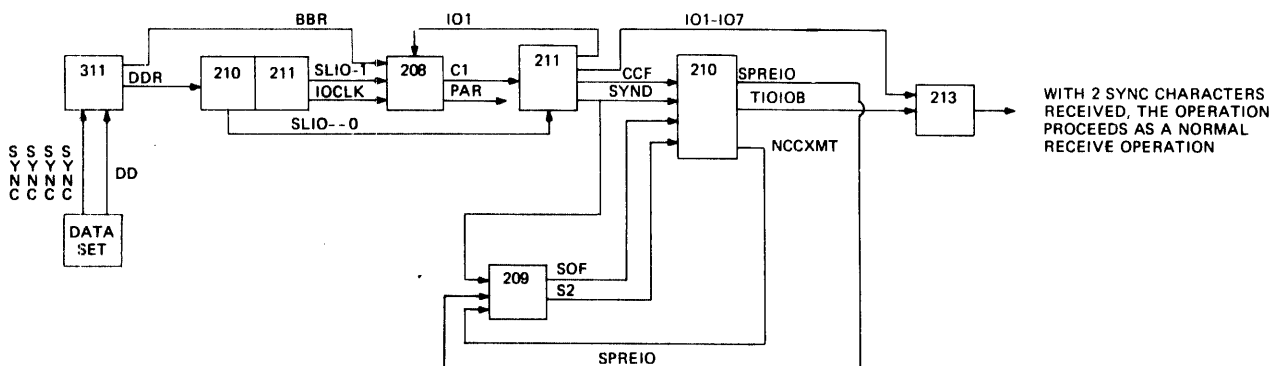 BBR
IO1
IO1-IO7
311
DDR
210
211
SLIO-1
IOCLK
208
C1
PAR
211
CCF
SYND
210
SPREIO
TIOIOB
213
WITH 2 SYNC CHARACTERS
RECEIVED, THE OPERATION
PROCEEDS AS A NORMAL
RECEIVE OPERATION
SLIO--0
NCCXMT
SYNC
SYNC
SYNC
SYNC
DD
DATA
SET
209
SOF
S2
SPREIO